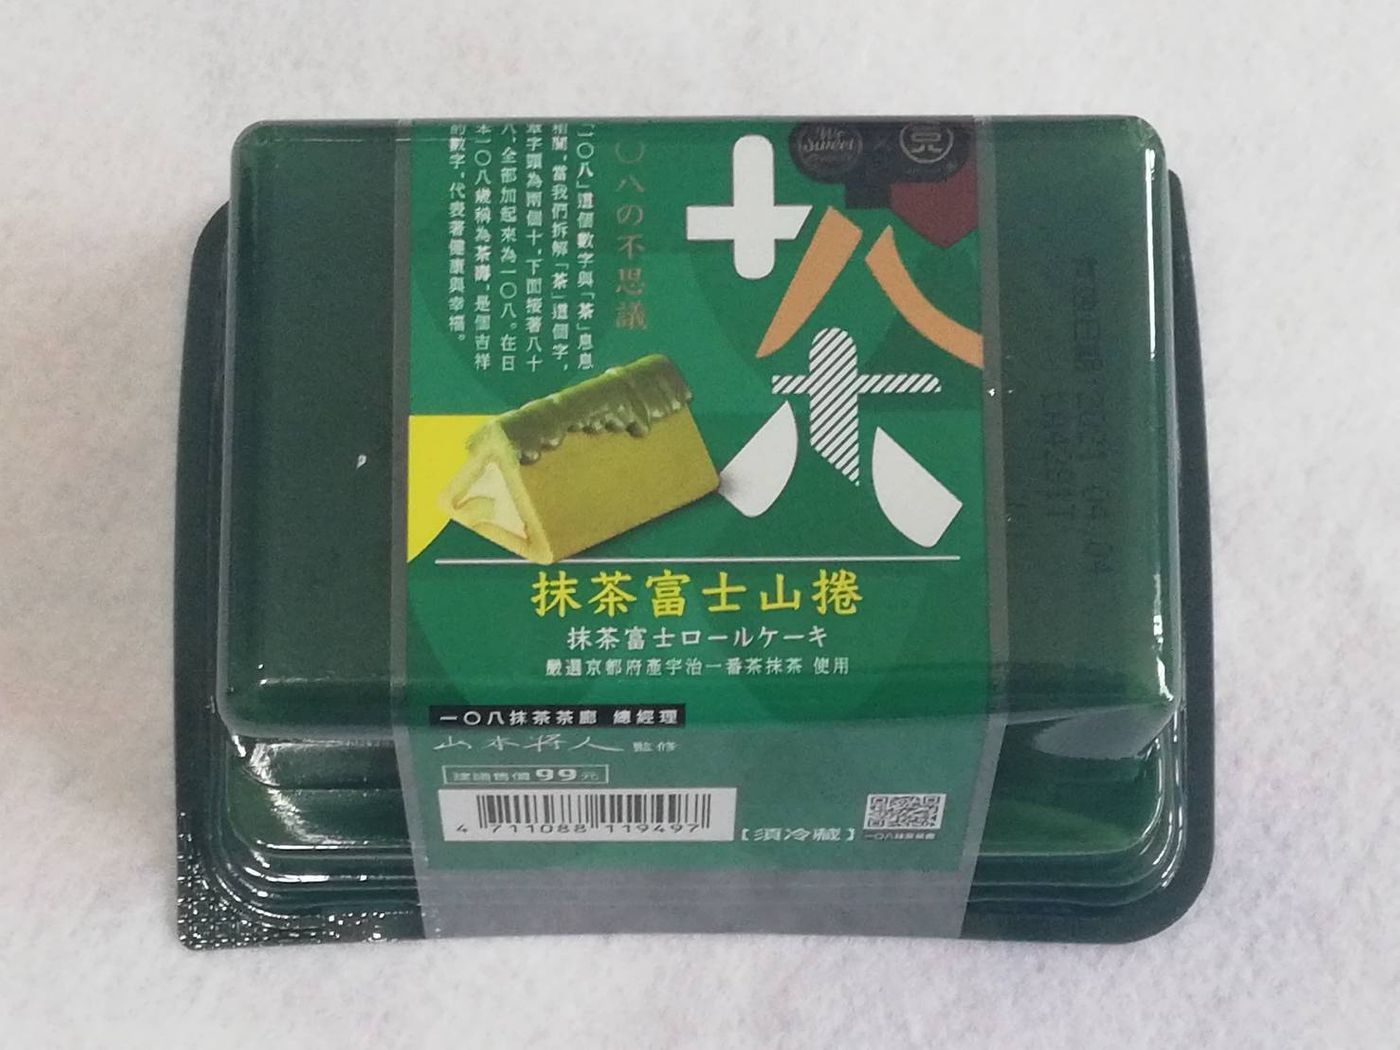 We
Sweet
〇八の不思議
「一〇八」這個數字與「茶」息息
相關，當我們拆解「茶」這個字，
草字頭為兩個十，下面接著八十
八，全部加起來為一〇八。在日
本一〇八歲稱為茶壽，是個吉祥
的數字，代表著健康與幸福。
抹茶富士山捲
抹茶富士ロールケーキ
嚴選京都府產宇治一番茶抹茶 使用
一〇八抹茶茶廊 總經理
山本将人 監修
建議售價99元
4 711088 119497
【須冷藏】
一〇八抹茶茶廊